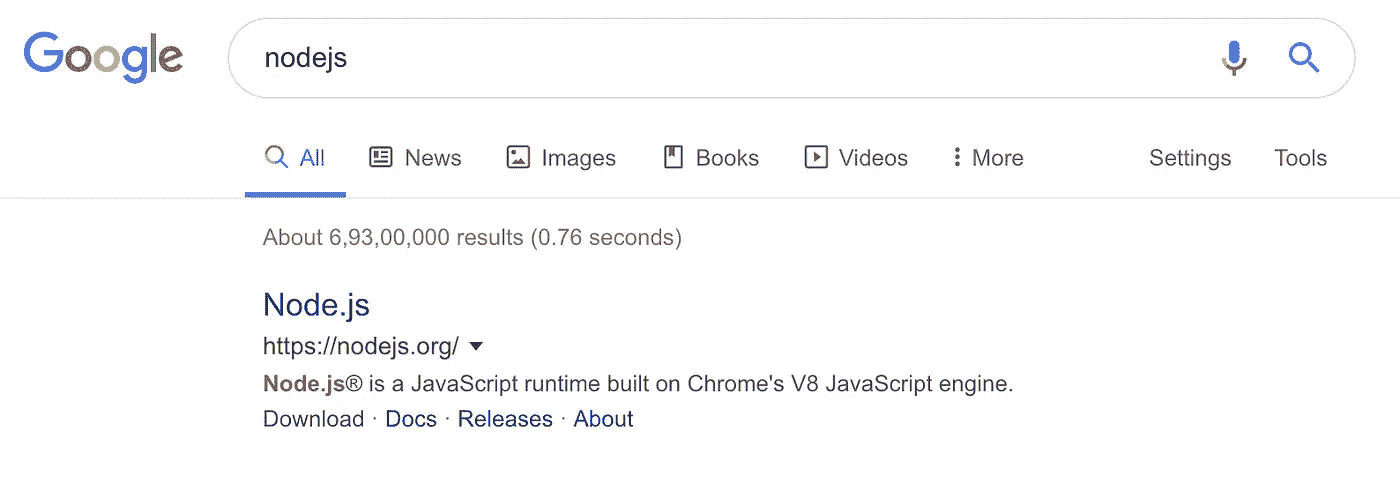 Google nodejs
All News Images Books Videos More Settings Tools
About 6,93,00,000 results (0.76 seconds)
Node.js
https://nodejs.org/
Node.js® is a JavaScript runtime built on Chrome's V8 JavaScript engine.
Download · Docs · Releases · About